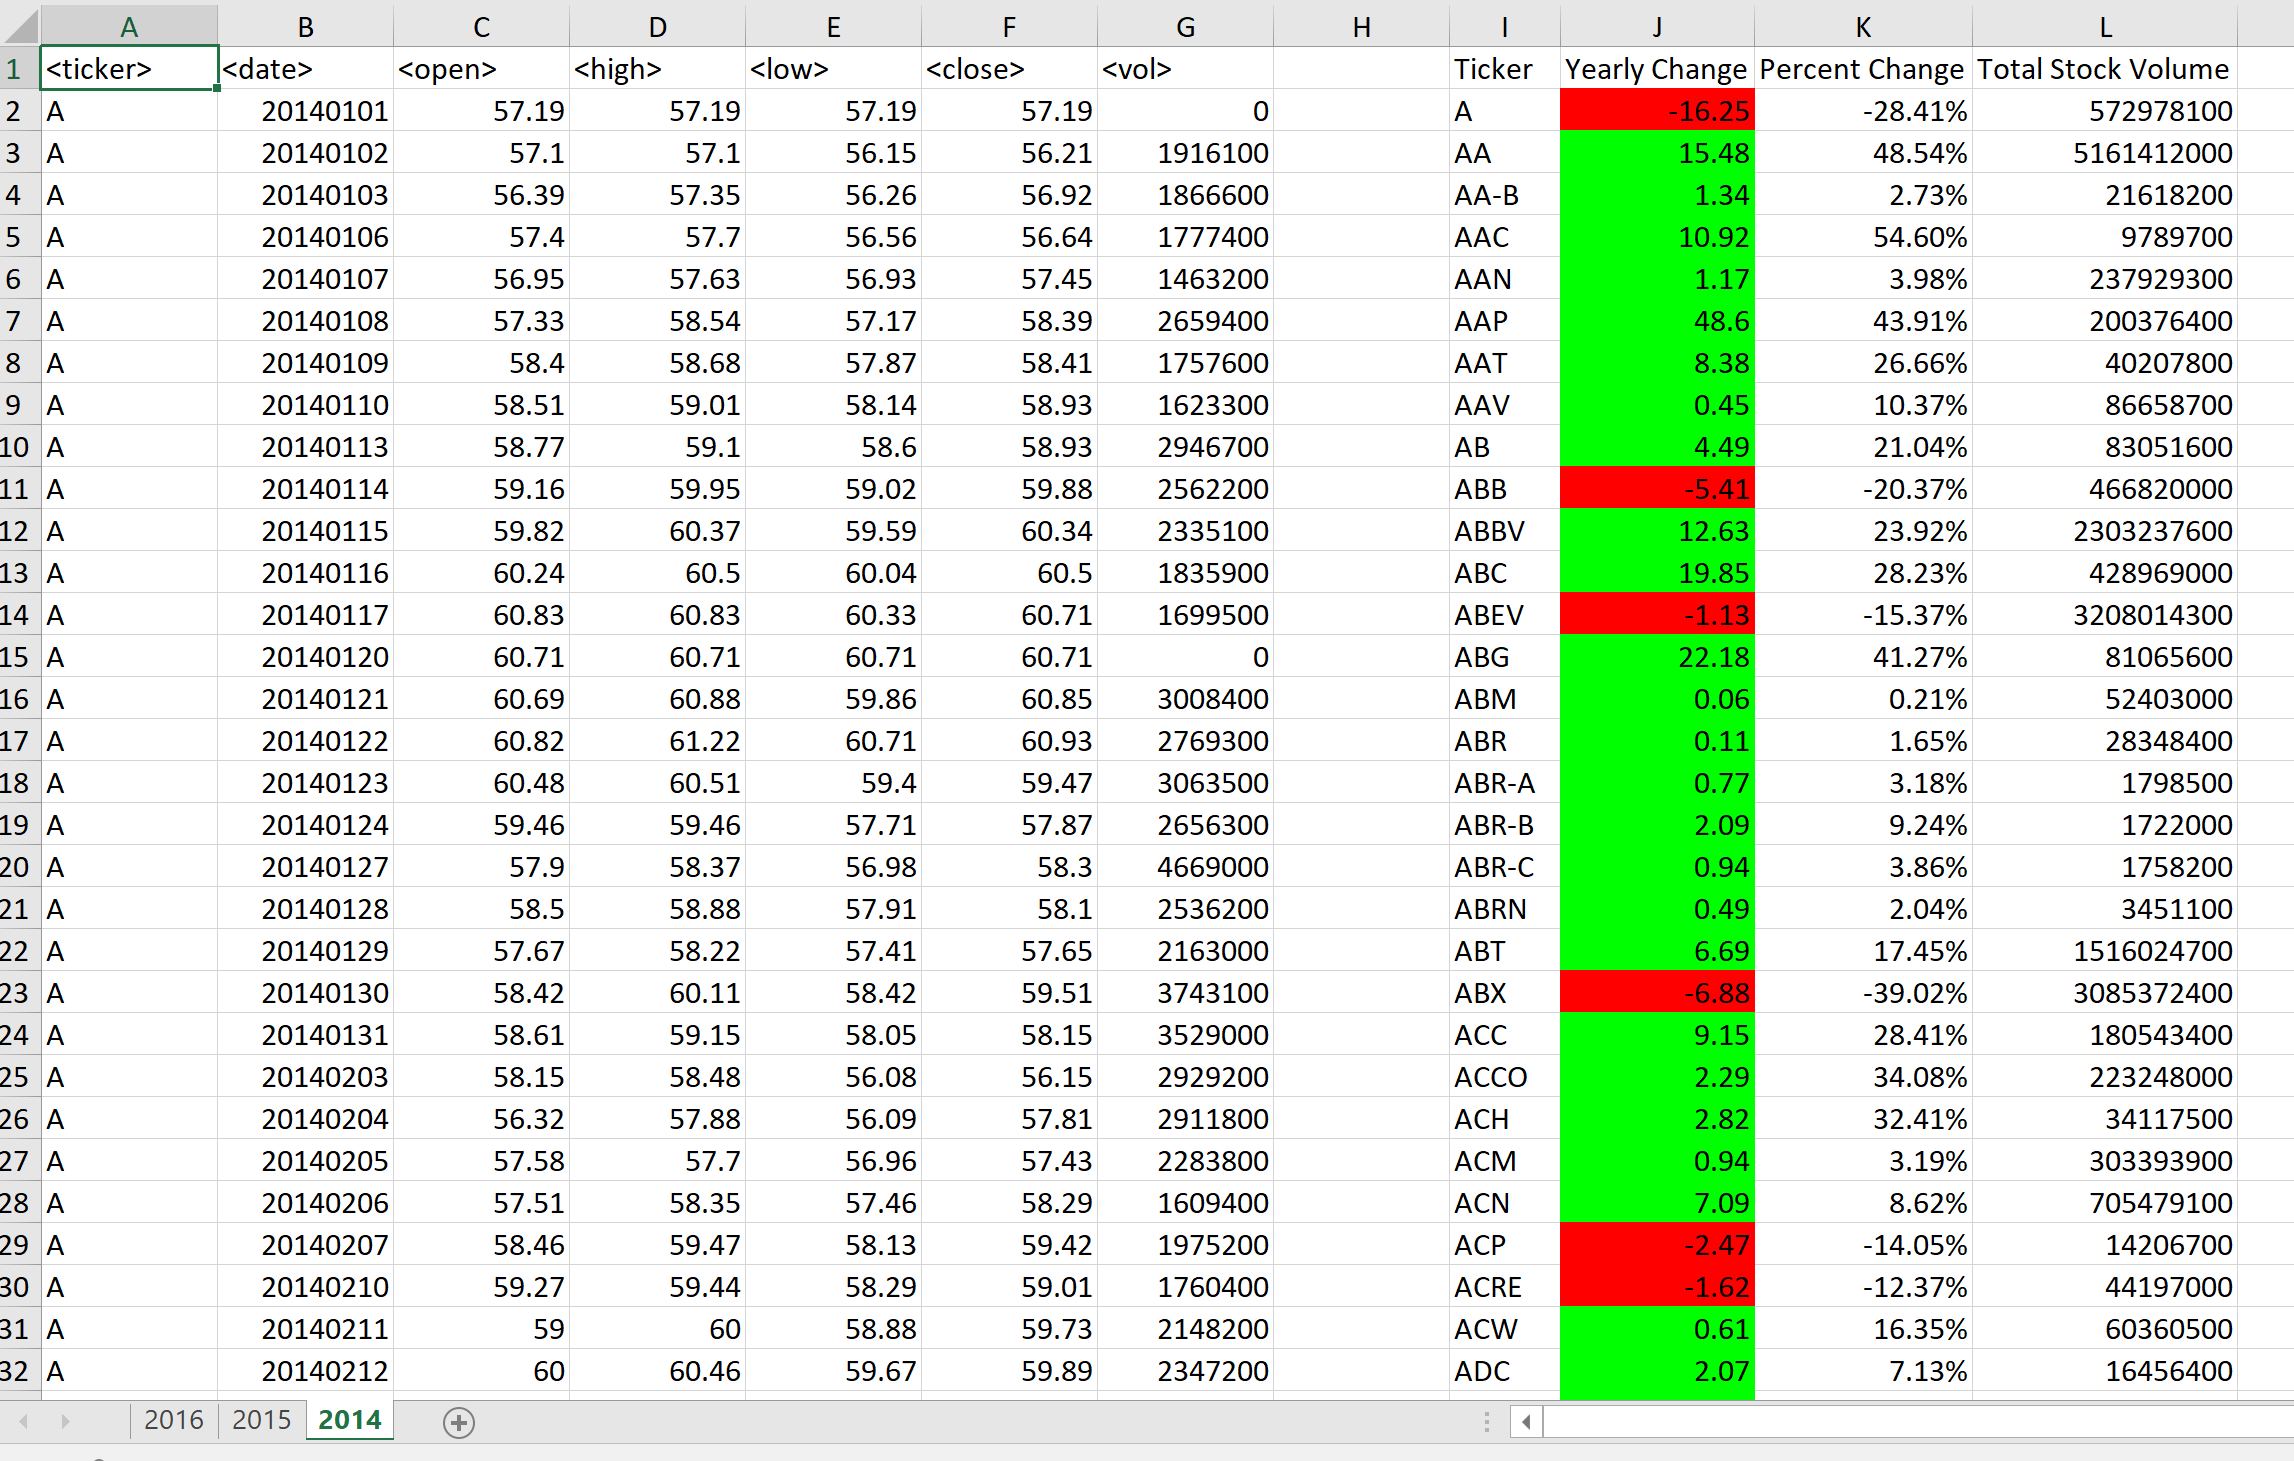 A B C D E F G H I J K L
1 <ticker> <date> <open> <high> <low> <close> <vol> Ticker Yearly Change Percent Change Total Stock Volume
2 A 20140101 57.19 57.19 57.19 57.19 0 A -16.25 -28.41% 572978100
3 A 20140102 57.1 57.1 56.15 56.21 1916100 AA 15.48 48.54% 5161412000
4 A 20140103 56.39 57.35 56.26 56.92 1866600 AA-B 1.34 2.73% 21618200
5 A 20140106 57.4 57.7 56.56 56.64 1777400 AAC 10.92 54.60% 9789700
6 A 20140107 56.95 57.63 56.93 57.45 1463200 AAN 1.17 3.98% 237929300
7 A 20140108 57.33 58.54 57.17 58.39 2659400 AAP 48.6 43.91% 200376400
8 A 20140109 58.4 58.68 57.87 58.41 1757600 AAT 8.38 26.66% 40207800
9 A 20140110 58.51 59.01 58.14 58.93 1623300 AAV 0.45 10.37% 86658700
10 A 20140113 58.77 59.1 58.6 58.93 2946700 AB 4.49 21.04% 83051600
11 A 20140114 59.16 59.95 59.02 59.88 2562200 ABB -5.41 -20.37% 466820000
12 A 20140115 59.82 60.37 59.59 60.34 2335100 ABBV 12.63 23.92% 2303237600
13 A 20140116 60.24 60.5 60.04 60.5 1835900 ABC 19.85 28.23% 428969000
14 A 20140117 60.83 60.83 60.33 60.71 1699500 ABEV -1.13 -15.37% 3208014300
15 A 20140120 60.71 60.71 60.71 60.71 0 ABG 22.18 41.27% 81065600
16 A 20140121 60.69 60.88 59.86 60.85 3008400 ABM 0.06 0.21% 52403000
17 A 20140122 60.82 61.22 60.71 60.93 2769300 ABR 0.11 1.65% 28348400
18 A 20140123 60.48 60.51 59.4 59.47 3063500 ABR-A 0.77 3.18% 1798500
19 A 20140124 59.46 59.46 57.71 57.87 2656300 ABR-B 2.09 9.24% 1722000
20 A 20140127 57.9 58.37 56.98 58.3 4669000 ABR-C 0.94 3.86% 1758200
21 A 20140128 58.5 58.88 57.91 58.1 2536200 ABRN 0.49 2.04% 3451100
22 A 20140129 57.67 58.22 57.41 57.65 2163000 ABT 6.69 17.45% 1516024700
23 A 20140130 58.42 60.11 58.42 59.51 3743100 ABX -6.88 -39.02% 3085372400
24 A 20140131 58.61 59.15 58.05 58.15 3529000 ACC 9.15 28.41% 180543400
25 A 20140203 58.15 58.48 56.08 56.15 2929200 ACCO 2.29 34.08% 223248000
26 A 20140204 56.32 57.88 56.09 57.81 2911800 ACH 2.82 32.41% 34117500
27 A 20140205 57.58 57.7 56.96 57.43 2283800 ACM 0.94 3.19% 303393900
28 A 20140206 57.51 58.35 57.46 58.29 1609400 ACN 7.09 8.62% 705479100
29 A 20140207 58.46 59.47 58.13 59.42 1975200 ACP -2.47 -14.05% 14206700
30 A 20140210 59.27 59.44 58.29 59.01 1760400 ACRE -1.62 -12.37% 44197000
31 A 20140211 59 60 58.88 59.73 2148200 ACW 0.61 16.35% 60360500
32 A 20140212 60 60.46 59.67 59.89 2347200 ADC 2.07 7.13% 16456400
2016 2015 2014